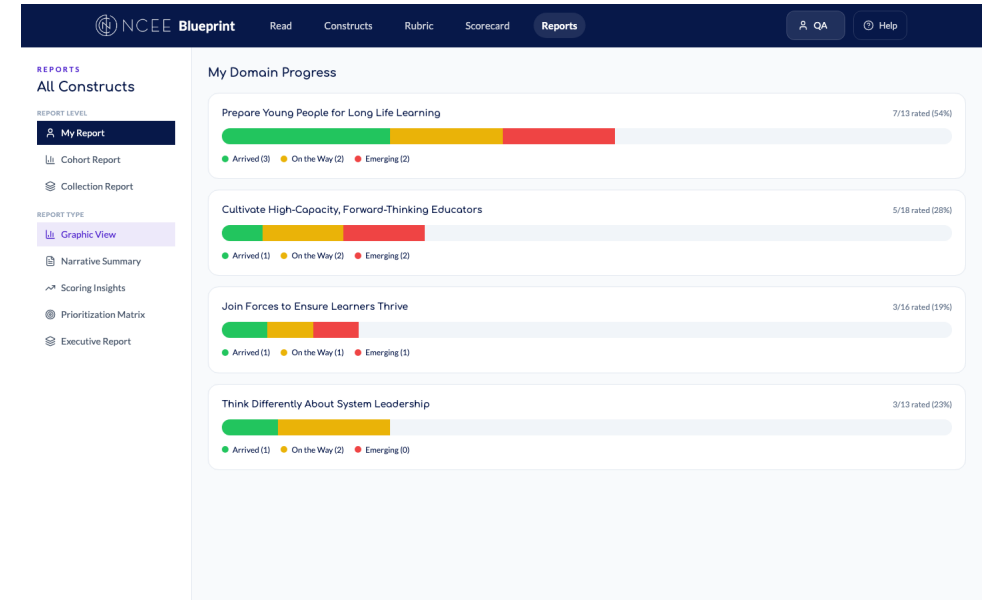 NCEE Blueprint
Read
Constructs
Rubric
Scorecard
Reports
QA
Help
REPORTS
All Constructs
REPORT LEVEL
My Report
Cohort Report
Collection Report
REPORT TYPE
Graphic View
Narrative Summary
Scoring Insights
Prioritization Matrix
Executive Report
My Domain Progress
Prepare Young People for Long Life Learning
7/13 rated (54%)
Arrived (3) On the Way (2) Emerging (2)
Cultivate High-Capacity, Forward-Thinking Educators
5/18 rated (28%)
Arrived (1) On the Way (2) Emerging (2)
Join Forces to Ensure Learners Thrive
3/16 rated (19%)
Arrived (1) On the Way (1) Emerging (1)
Think Differently About System Leadership
3/13 rated (23%)
Arrived (1) On the Way (2) Emerging (0)